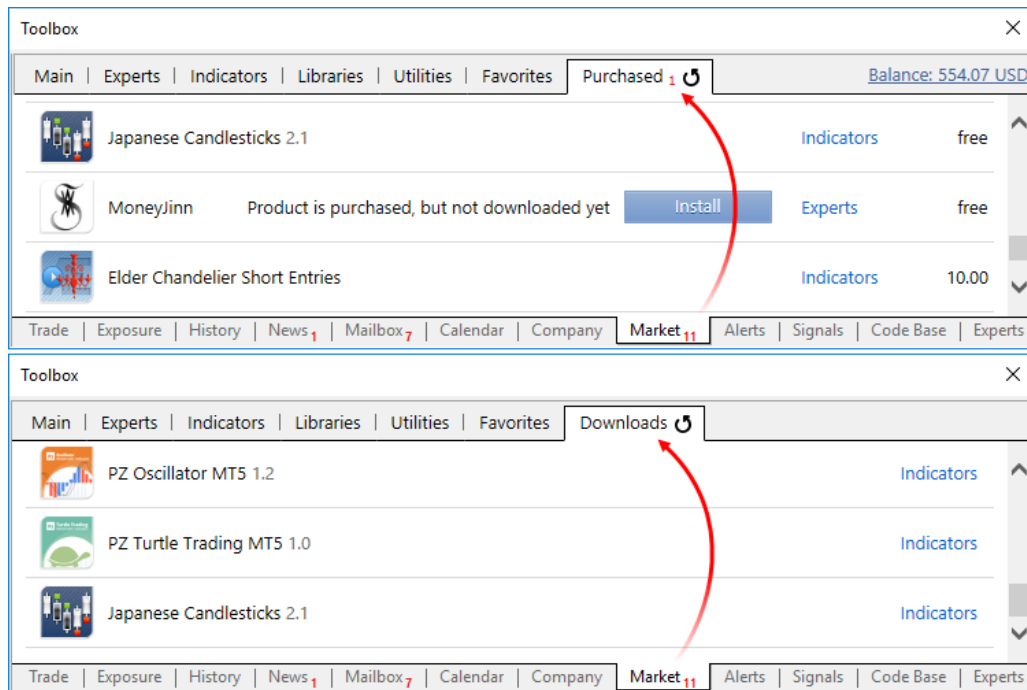 Toolbox
Main | Experts | Indicators | Libraries | Utilities | Favorites Purchased 1 Balance: 554.07 USD
Japanese Candlesticks 2.1 Indicators free
MoneyJinn Product is purchased, but not downloaded yet Install Experts free
Elder Chandelier Short Entries Indicators 10.00
Trade | Exposure | History | News 1 | Mailbox 7 | Calendar | Company Market 11 Alerts | Signals | Code Base | Experts
Toolbox
Main | Experts | Indicators | Libraries | Utilities | Favorites Downloads
PZ Oscillator MT5 1.2 Indicators
PZ Turtle Trading MT5 1.0 Indicators
Japanese Candlesticks 2.1 Indicators
Trade | Exposure | History | News 1 | Mailbox 7 | Calendar | Company Market 11 Alerts | Signals | Code Base | Experts